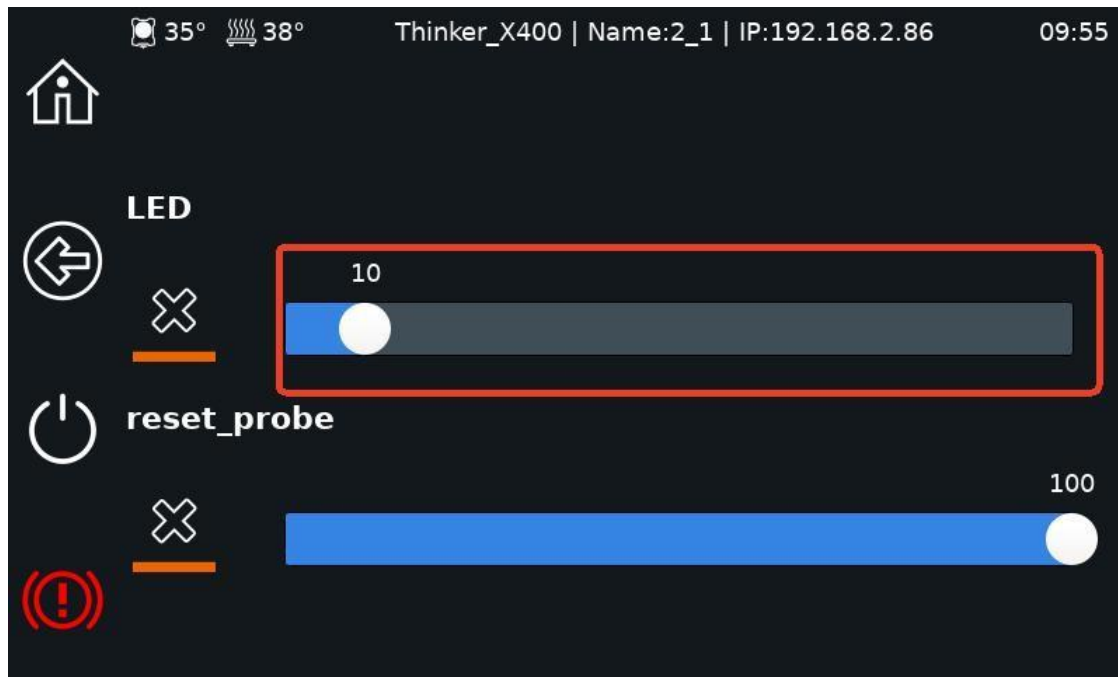 35° 38° Thinker_X400 | Name:2_1 | IP:192.168.2.86 09:55
LED
10
reset_probe
100